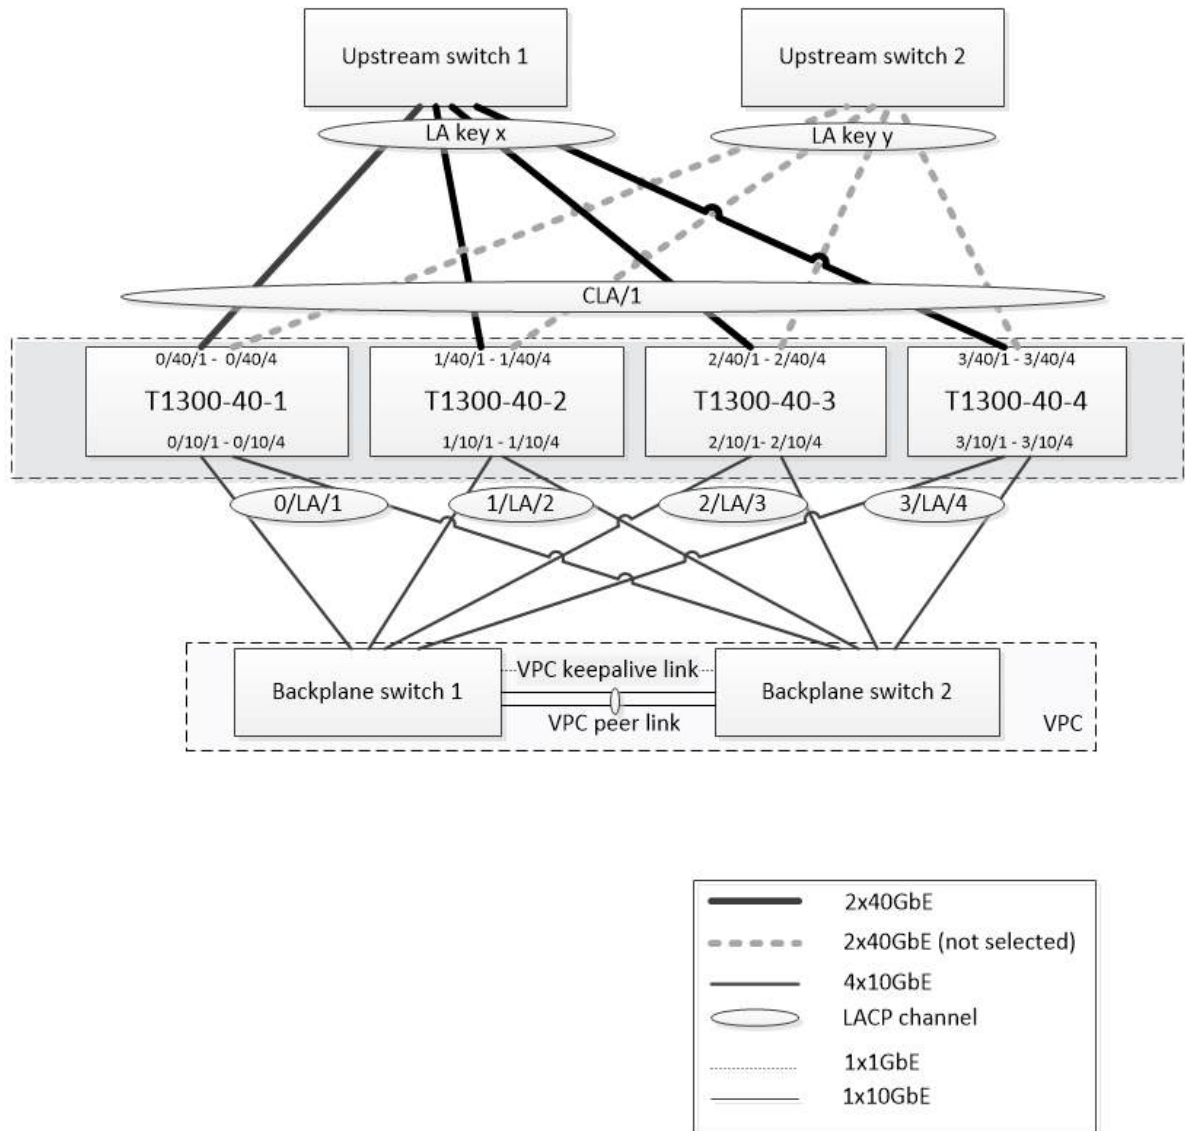 Upstream switch 1
Upstream switch 2
LA key x
LA key y
CLA/1
0/40/1 - 0/40/4
1/40/1 - 1/40/4
2/40/1 - 2/40/4
3/40/1 - 3/40/4
T1300-40-1
T1300-40-2
T1300-40-3
T1300-40-4
0/10/1 - 0/10/4
1/10/1 - 1/10/4
2/10/1- 2/10/4
3/10/1 - 3/10/4
0/LA/1
1/LA/2
2/LA/3
3/LA/4
VPC keepalive link
Backplane switch 1
Backplane switch 2
VPC peer link
VPC
2x40GbE
2x40GbE (not selected)
4x10GbE
LACP channel
1x1GbE
1x10GbE